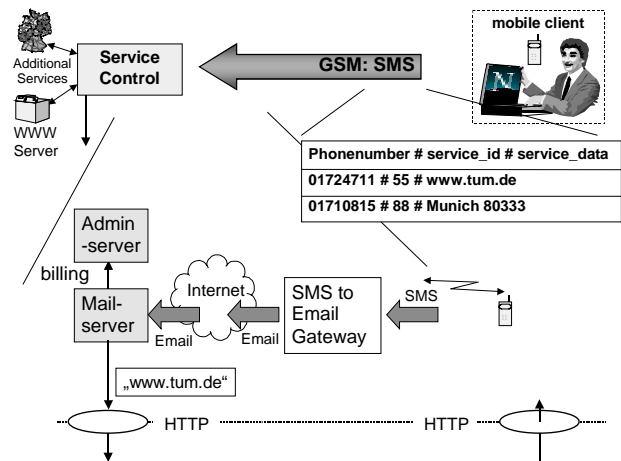 mobile client
Additional
Services
Service
Control
GSM: SMS
N
WWW
Server
Phonenumber # service_id # service_data
01724711 # 55 # www.tum.de
01710815 # 88 # Munich 80333
Admin
-server
billing
Mail-
server
Internet
Email
Email
SMS to
Email
Gateway
SMS
„www.tum.de“
HTTP
HTTP